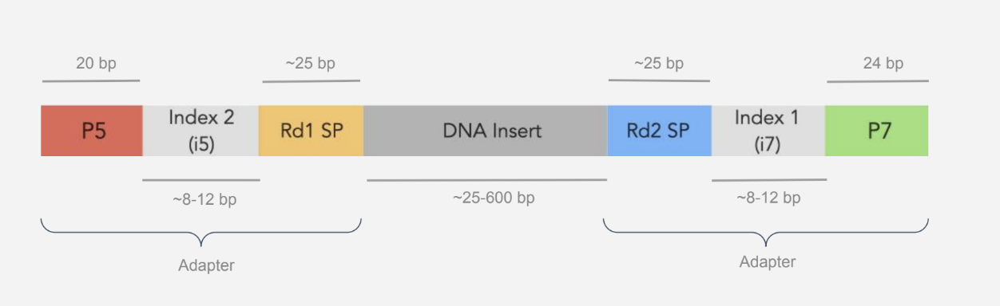 20 bp
~25 bp
~25 bp
24 bp
P5
Index 2
(i5)
Rd1 SP
DNA Insert
Rd2 SP
Index 1
(i7)
P7
~8-12 bp
~25-600 bp
~8-12 bp
Adapter
Adapter